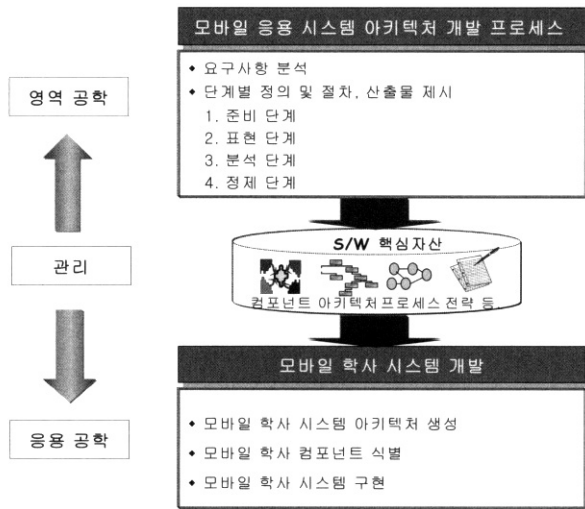 모바일 응용 시스템 아키텍처 개발 프로세스
◆ 요구사항 분석
◆ 단계별 정의 및 절차, 산출물 제시
1. 준비 단계
2. 표현 단계
3. 분석 단계
4. 정제 단계
영역 공학
관리
응용 공학
S/W 핵심자산
컴포넌트 아키텍처프로세스 전략 등.
모바일 학사 시스템 개발
◆ 모바일 학사 시스템 아키텍처 생성
◆ 모바일 학사 컴포넌트 식별
◆ 모바일 학사 시스템 구현